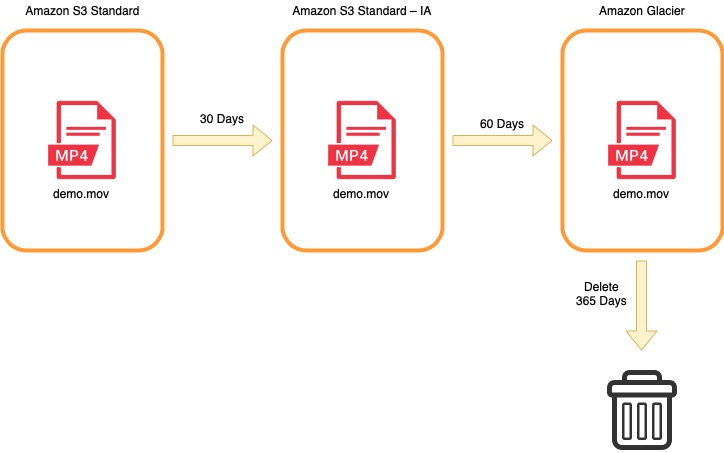 Amazon S3 Standard
Amazon S3 Standard – IA
Amazon Glacier
MP4
demo.mov
30 Days
MP4
demo.mov
60 Days
MP4
demo.mov
Delete
365 Days